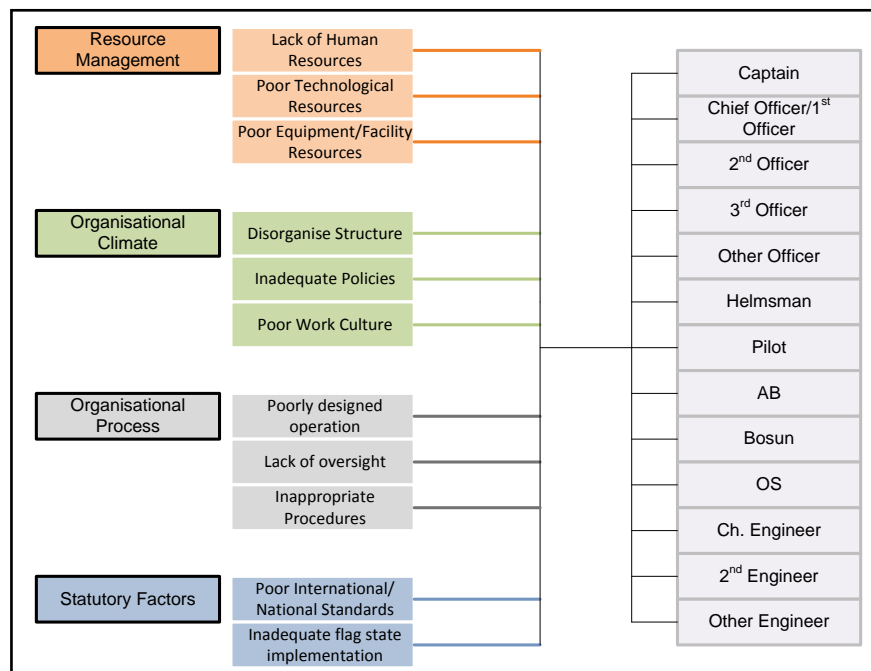 Resource
Management
Lack of Human
Resources
Poor Technological
Resources
Poor Equipment/Facility
Resources
Organisational
Climate
Disorganise Structure
Inadequate Policies
Poor Work Culture
Organisational
Process
Poorly designed
operation
Lack of oversight
Inappropriate
Procedures
Statutory Factors
Poor International/
National Standards
Inadequate flag state
implementation
Captain
Chief Officer/1st
Officer
2nd Officer
3rd Officer
Other Officer
Helmsman
Pilot
AB
Bosun
OS
Ch. Engineer
2nd Engineer
Other Engineer